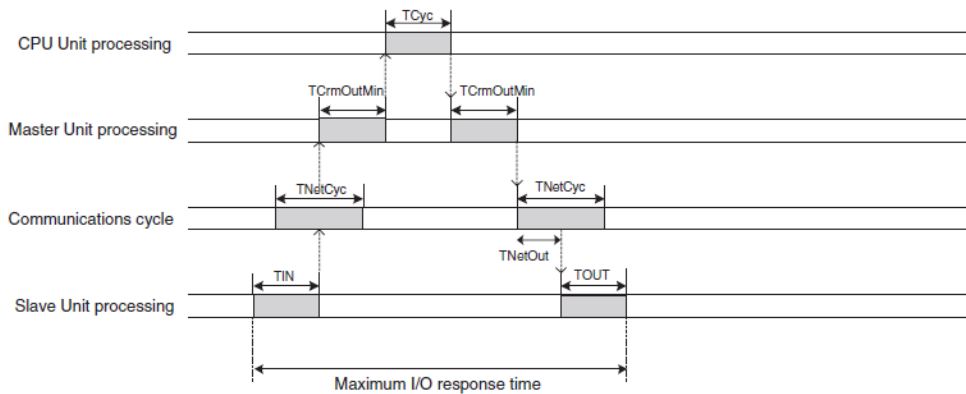 TCyc
CPU Unit processing
TCrmOutMin TCrmOutMin
Master Unit processing
TNetCyc TNetCyc
Communications cycle
TNetOut
TIN TOUT
Slave Unit processing
Maximum I/O response time